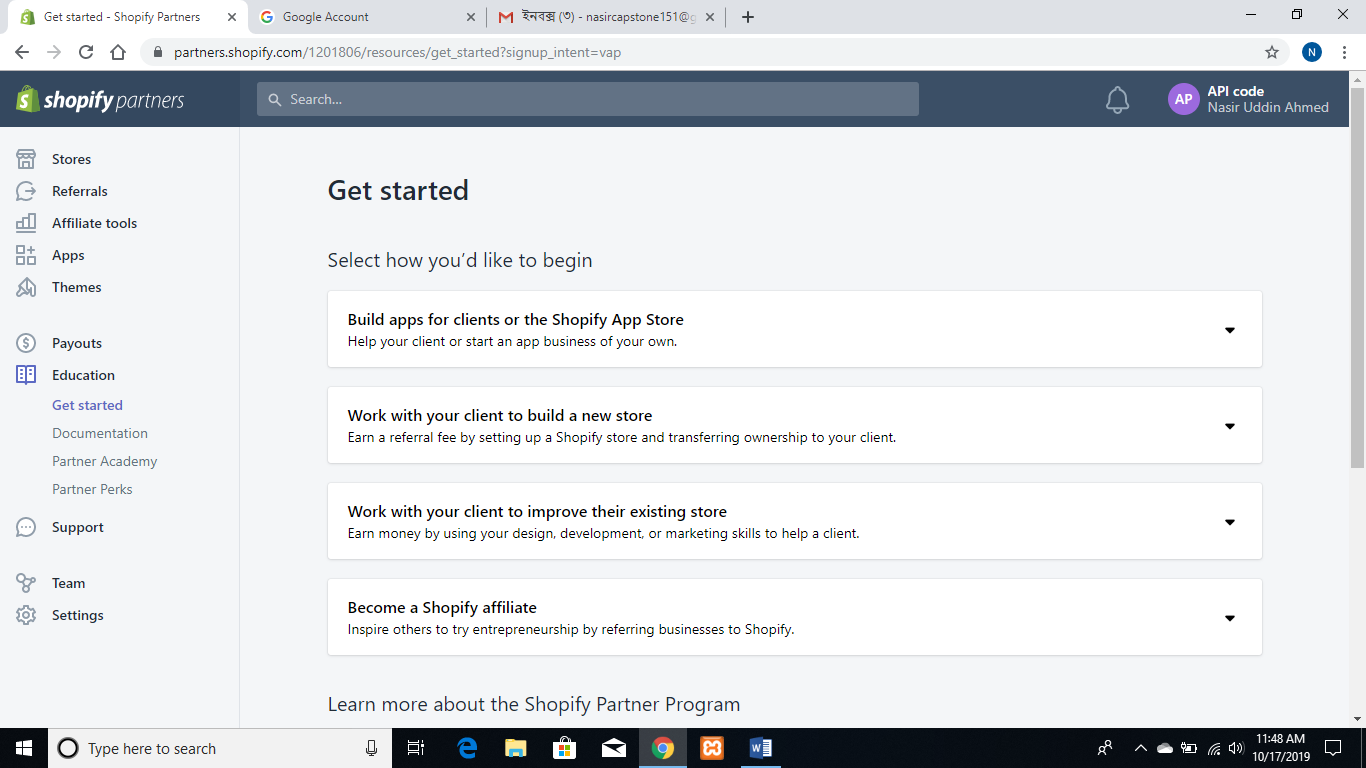 Get started - Shopify Partners
Google Account
ইনবক্স (৩) - nasircapstone151@g
partners.shopify.com/1201806/resources/get_started?signup_intent=vap
N
shopify partners
Search...
AP
API code
Nasir Uddin Ahmed
Stores
Referrals
Affiliate tools
Apps
Themes
Payouts
Education
Get started
Documentation
Partner Academy
Partner Perks
Support
Team
Settings
Get started
Select how you'd like to begin
Build apps for clients or the Shopify App Store
Help your client or start an app business of your own.
Work with your client to build a new store
Earn a referral fee by setting up a Shopify store and transferring ownership to your client.
Work with your client to improve their existing store
Earn money by using your design, development, or marketing skills to help a client.
Become a Shopify affiliate
Inspire others to try entrepreneurship by referring businesses to Shopify.
Learn more about the Shopify Partner Program
Type here to search
11:48 AM
10/17/2019